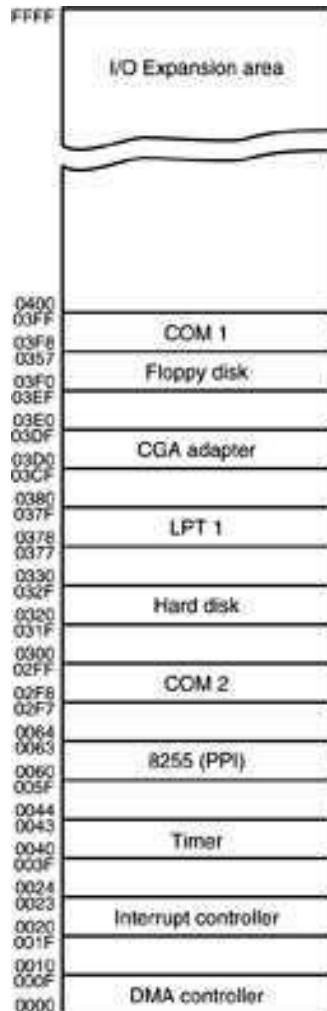 FFFF
I/O Expansion area
0400
03FF
COM 1
03F8
0357
Floppy disk
03F0
03EF
03E0
03DF
CGA adapter
03D0
03CF
0380
037F
LPT 1
0378
0377
0330
032F
Hard disk
0320
031F
0300
02FF
COM 2
02F8
02F7
0064
0063
8255 (PPI)
0060
005F
0044
0043
Timer
0040
003F
0024
0023
Interrupt controller
0020
001F
0010
000F
DMA controller
0000